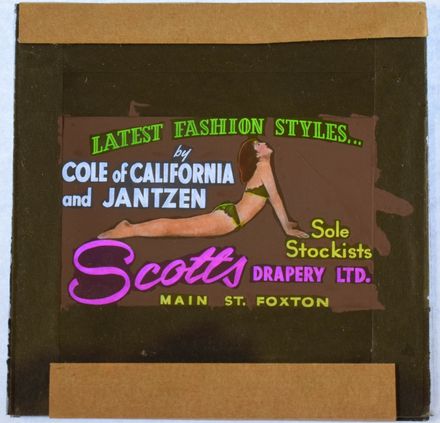 LATEST FASHION STYLES...
by
COLE of CALIFORNIA
and JANTZEN
Sole
Stockists
Scotts DRAPERY LTD.
MAIN ST. FOXTON